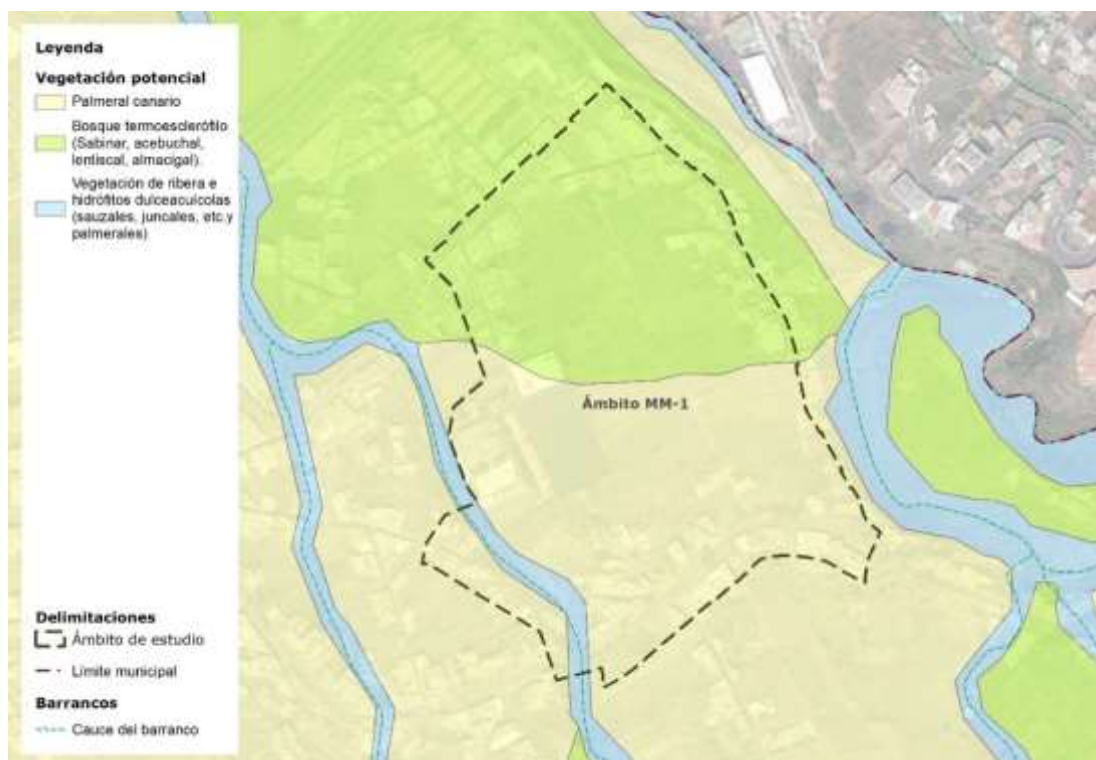 Leyenda
Vegetación potencial
Palmeral canario
Bosque termoesclerófilo
(Sabinar, acebuchal,
lentiscal, almacigal).
Vegetación de ribera e
hidrófitos dulceacuícolas
(sauzales, juncales, etc.y
palmerales)
Ámbito MM-1
Delimitaciones
Ámbito de estudio
Límite municipal
Barrancos
Cauce del barranco